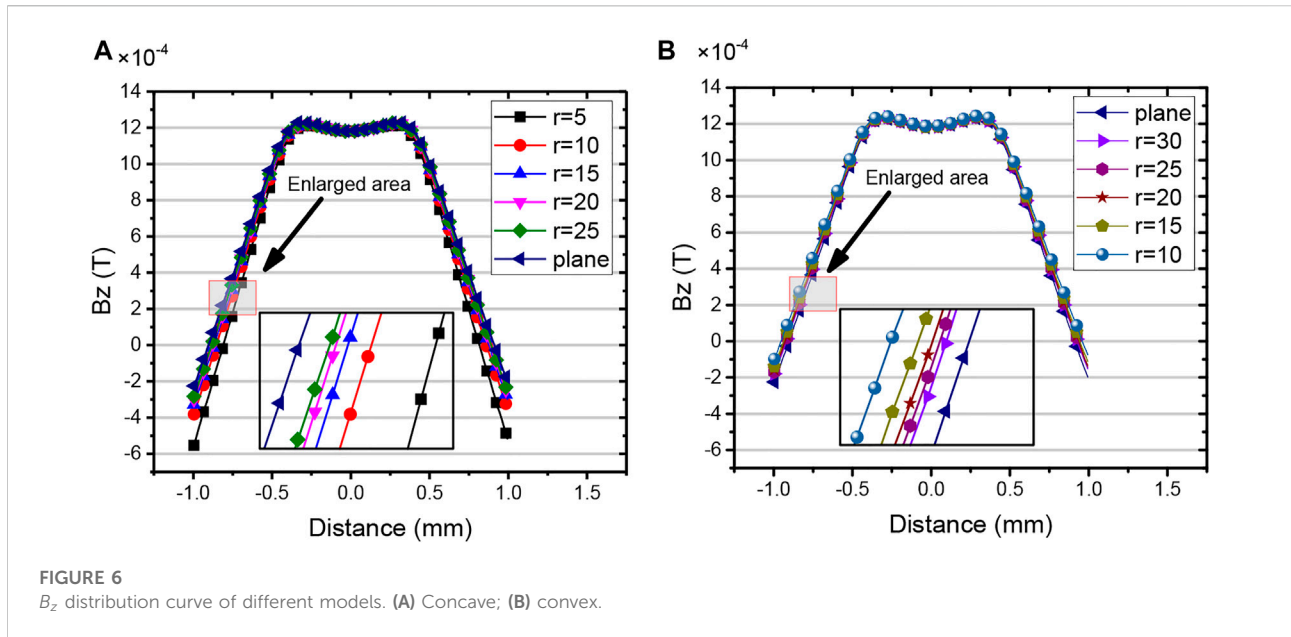 A
×10⁻⁴
14
12
10
8
6
4
2
0
-2
-4
-6
Bz (T)
-1.0
-0.5
0.0
0.5
1.0
1.5
Distance (mm)
Enlarged area
r=5
r=10
r=15
r=20
r=25
plane
B
×10⁻⁴
14
12
10
8
6
4
2
0
-2
-4
-6
Bz (T)
-1.0
-0.5
0.0
0.5
1.0
1.5
Distance (mm)
Enlarged area
plane
r=30
r=25
r=20
r=15
r=10
FIGURE 6
Bz distribution curve of different models. (A) Concave; (B) convex.